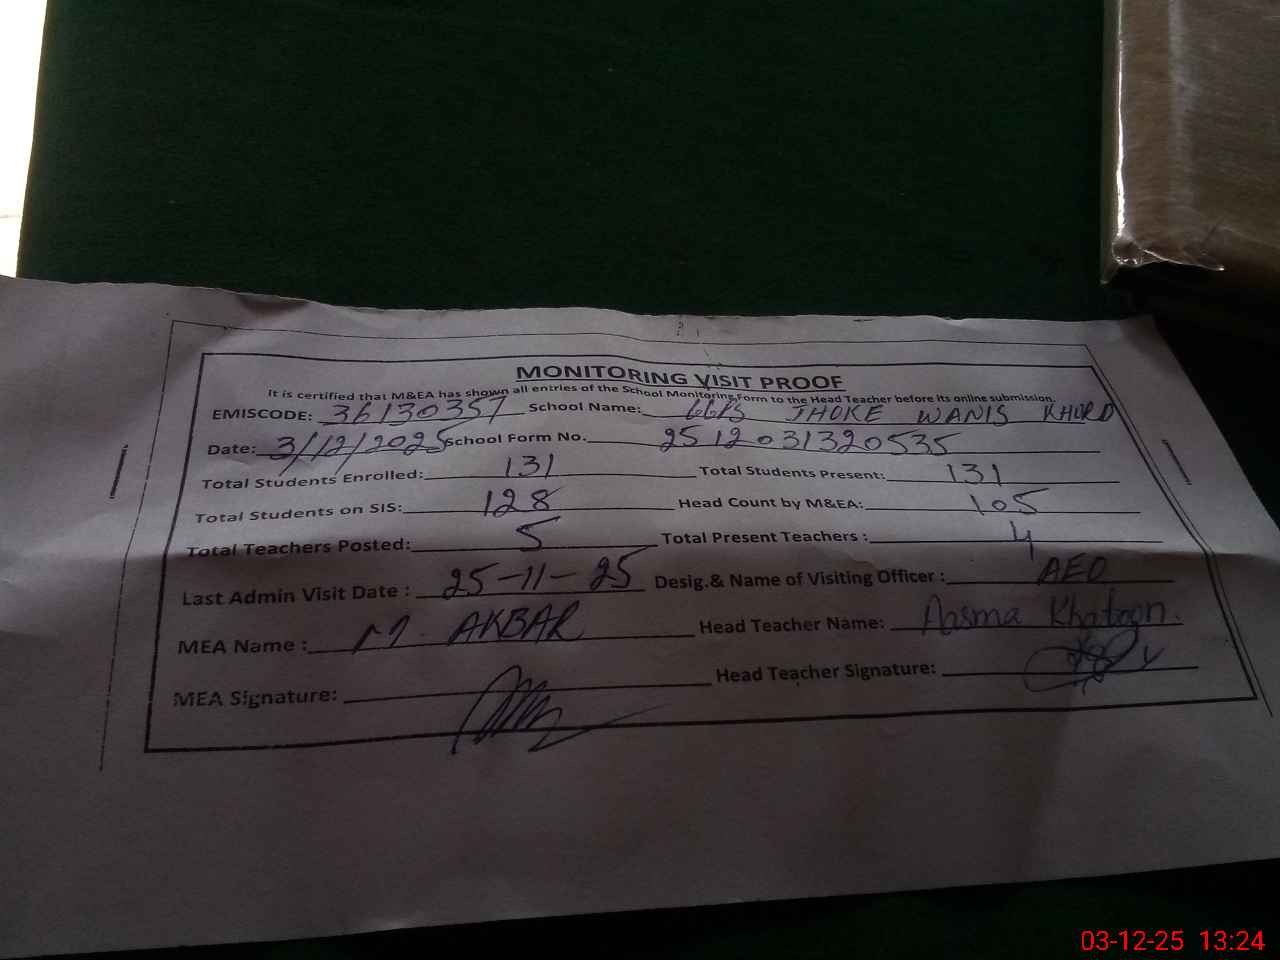 MONITORING VISIT PROOF
It is certified that M&EA has shown all entries of the School Monitoring Form to the Head Teacher before its online submission.
EMISCODE: 36130357 School Name: GGPS JHOKE WANIS KHURD
Date: 3/12/2025 School Form No. 2512031320535
Total Students Enrolled: 131 Total Students Present: 131
Total Students on SIS: 128 Head Count by M&EA: 105
Total Teachers Posted: 5 Total Present Teachers : 4
Last Admin Visit Date : 25-11-25 Desig.& Name of Visiting Officer : AEO
MEA Name : M. AKBAR Head Teacher Name: Aasma Khatoon.
MEA Signature: Head Teacher Signature:
03-12-25 13:24